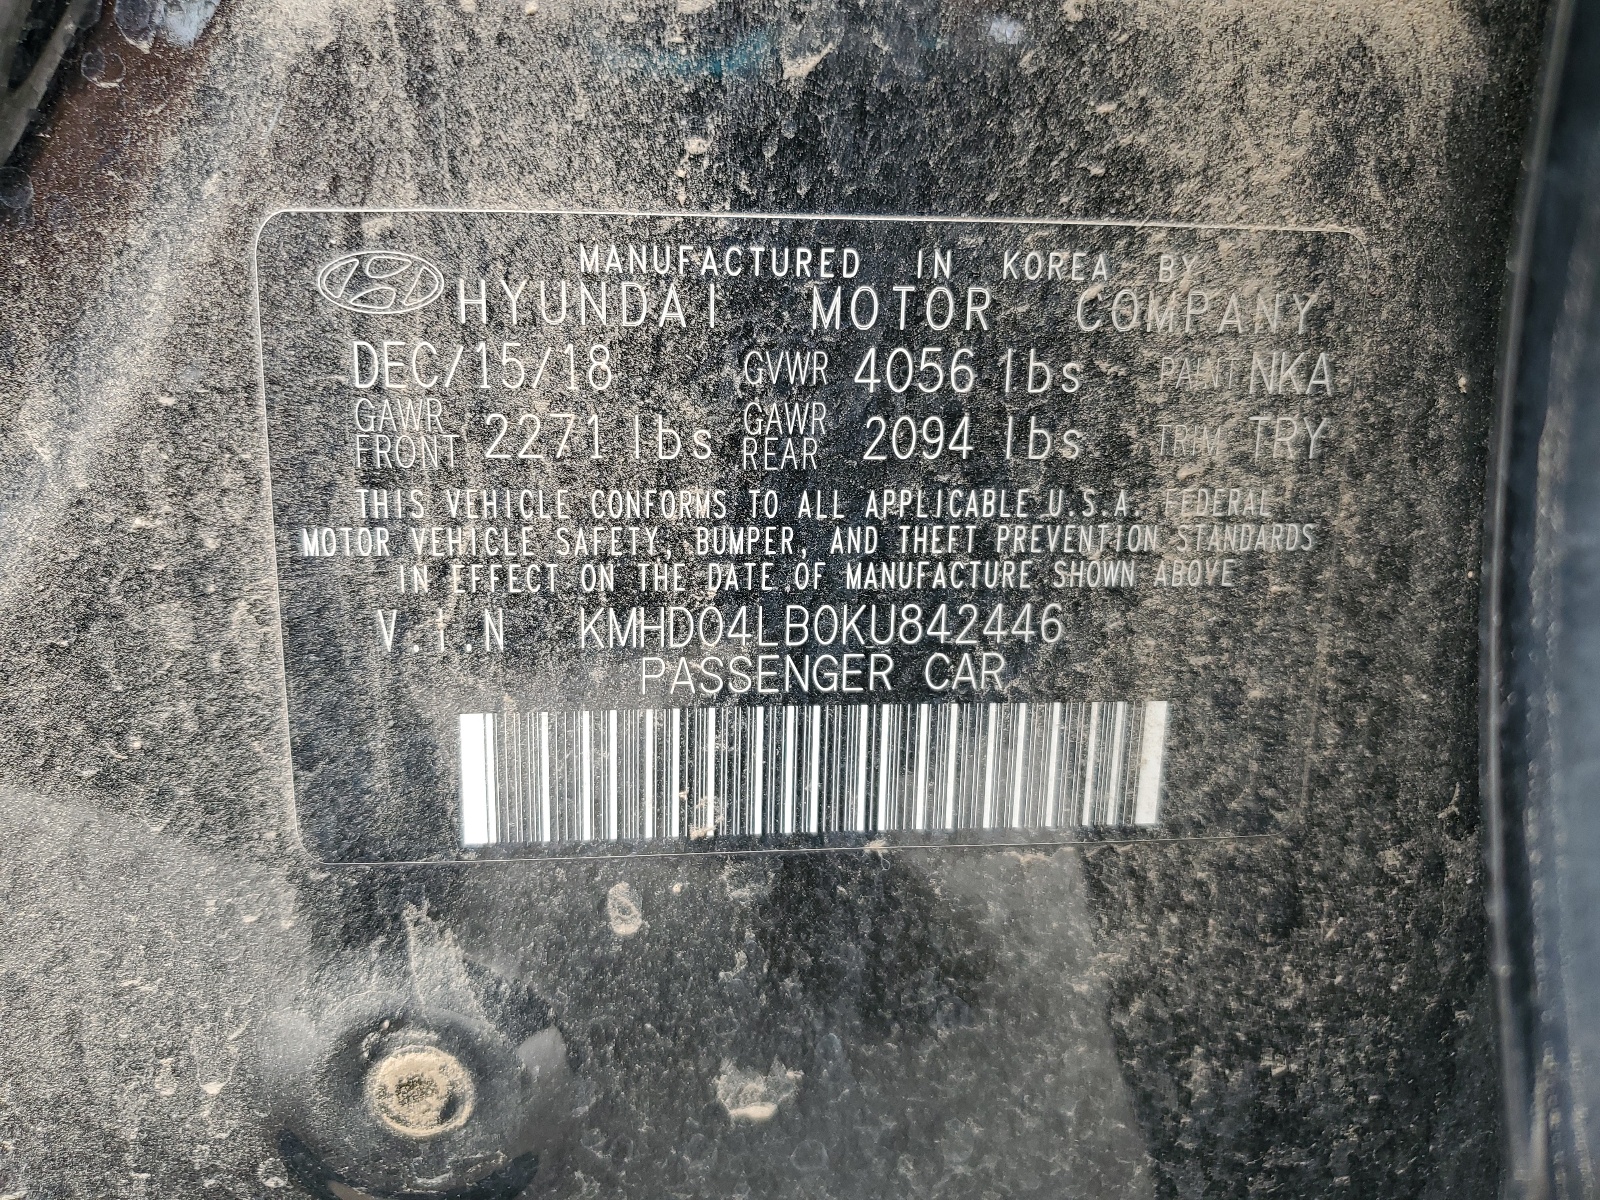 MANUFACTURED IN KOREA BY
HYUNDAI MOTOR COMPANY
DEC/15/18 GVWR 4056 lbs PAINT NKA
GAWR FRONT 2271 lbs GAWR REAR 2094 lbs TRIM TRY
THIS VEHICLE CONFORMS TO ALL APPLICABLE U.S.A. FEDERAL
MOTOR VEHICLE SAFETY, BUMPER, AND THEFT PREVENTION STANDARDS
IN EFFECT ON THE DATE OF MANUFACTURE SHOWN ABOVE
V.I.N KMHD04LB0KU842446
PASSENGER CAR